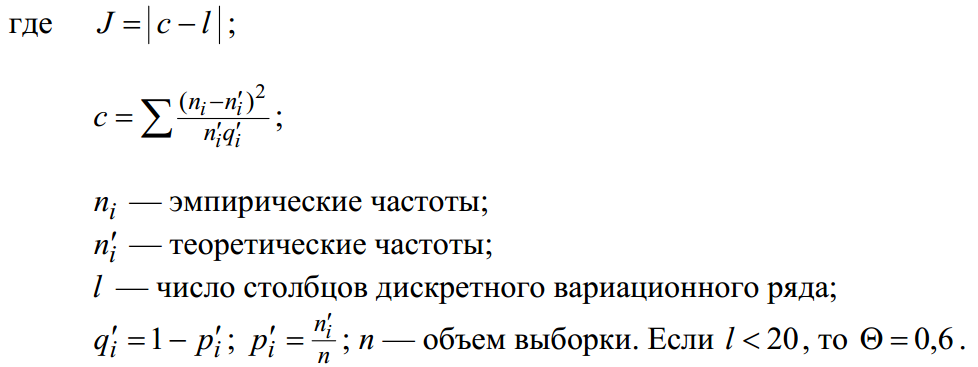 где J = |c − l|;
c = ∑ (nᵢ−n′ᵢ)² / n′ᵢq′ᵢ ;
nᵢ — эмпирические частоты;
n′ᵢ — теоретические частоты;
l — число столбцов дискретного вариационного ряда;
q′ᵢ = 1 − p′ᵢ; p′ᵢ = n′ᵢ / n ; n — объем выборки. Если l < 20, то Θ = 0,6.